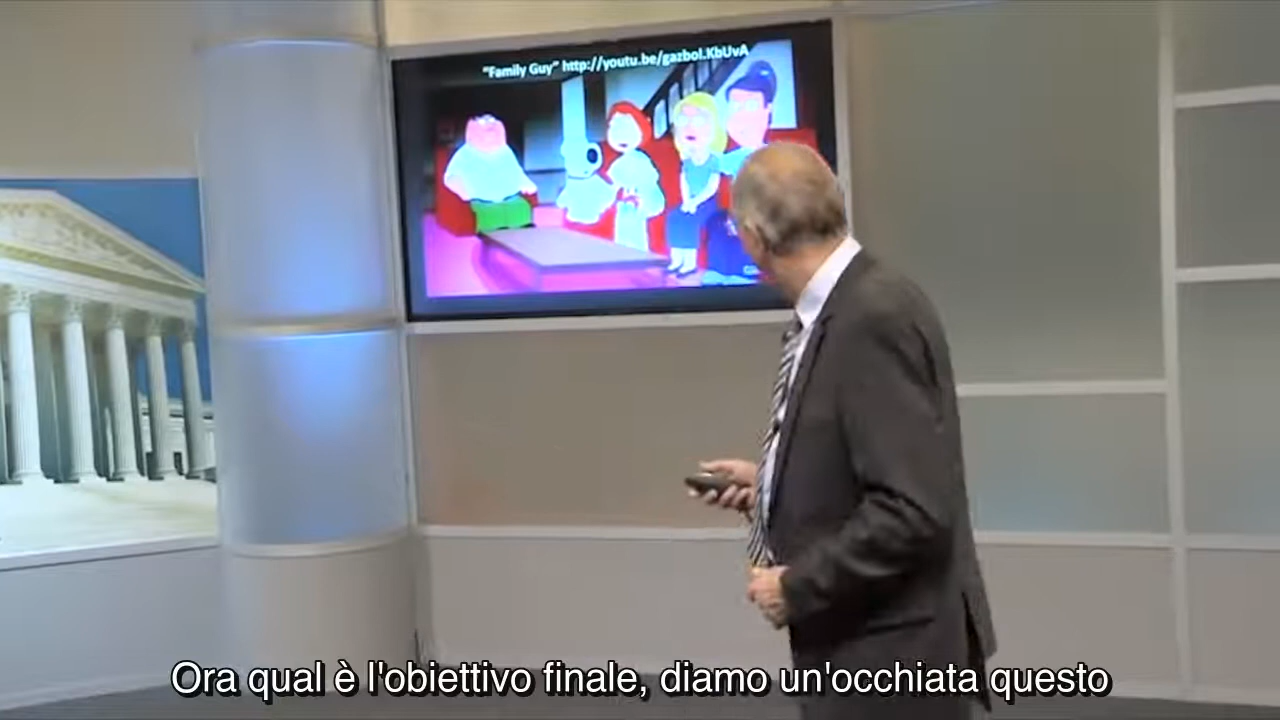 "Family Guy" http://youtu.be/gazbol.KbUvA
Ora qual è l'obiettivo finale, diamo un'occhiata questo